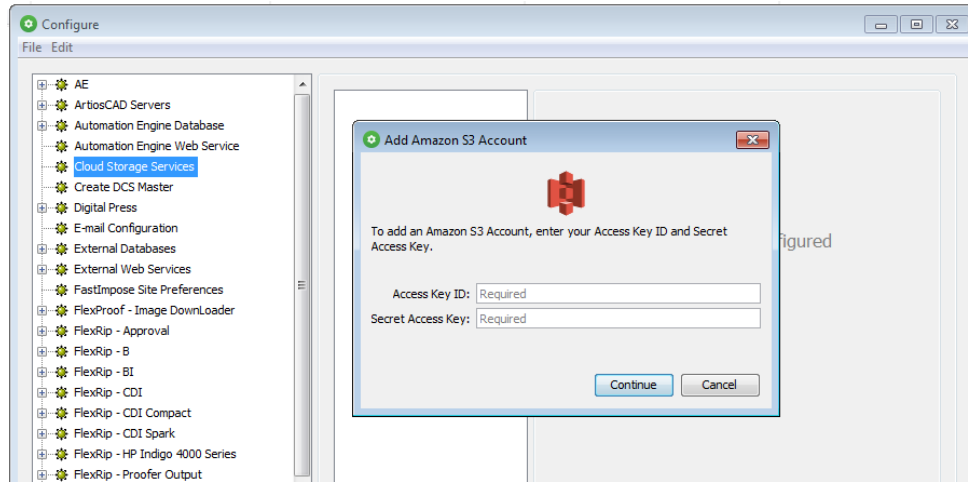 Configure
File Edit
AE
ArtiosCAD Servers
Automation Engine Database
Automation Engine Web Service
Cloud Storage Services
Create DCS Master
Digital Press
E-mail Configuration
External Databases
External Web Services
FastImpose Site Preferences
FlexProof - Image DownLoader
FlexRip - Approval
FlexRip - B
FlexRip - BI
FlexRip - CDI
FlexRip - CDI Compact
FlexRip - CDI Spark
FlexRip - HP Indigo 4000 Series
FlexRip - Proofer Output
Add Amazon S3 Account
To add an Amazon S3 Account, enter your Access Key ID and Secret
Access Key.
Access Key ID: Required
Secret Access Key: Required
Continue Cancel
figured